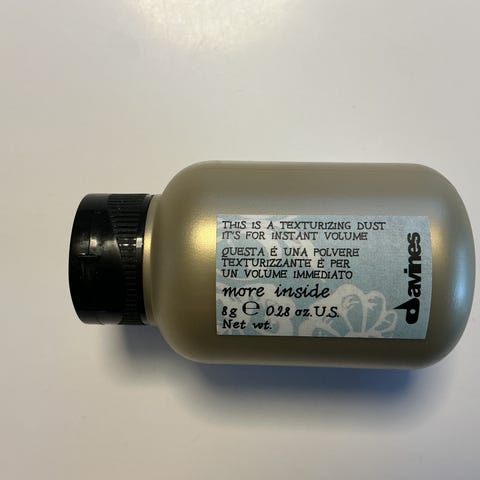 THIS IS A TEXTURIZING DUST
IT'S FOR INSTANT VOLUME
QUESTA É UNA POLVERE
TEXTURIZZANTE E PER
UN VOLUME IMMEDIATO
more inside
8 g ℮ 0.28 oz. U.S.
Net wt.
davines